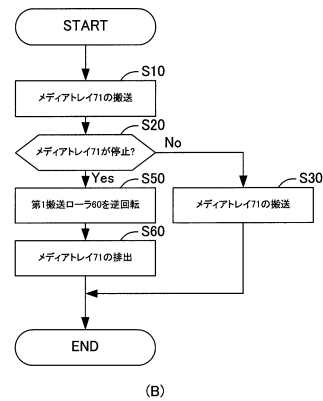 START
S10
メディアトレイ71の搬送
S20
メディアトレイ71が停止?
No
Yes
S50
第1搬送ローラ60を逆回転
S30
メディアトレイ71の搬送
S60
メディアトレイ71の排出
END
(B)